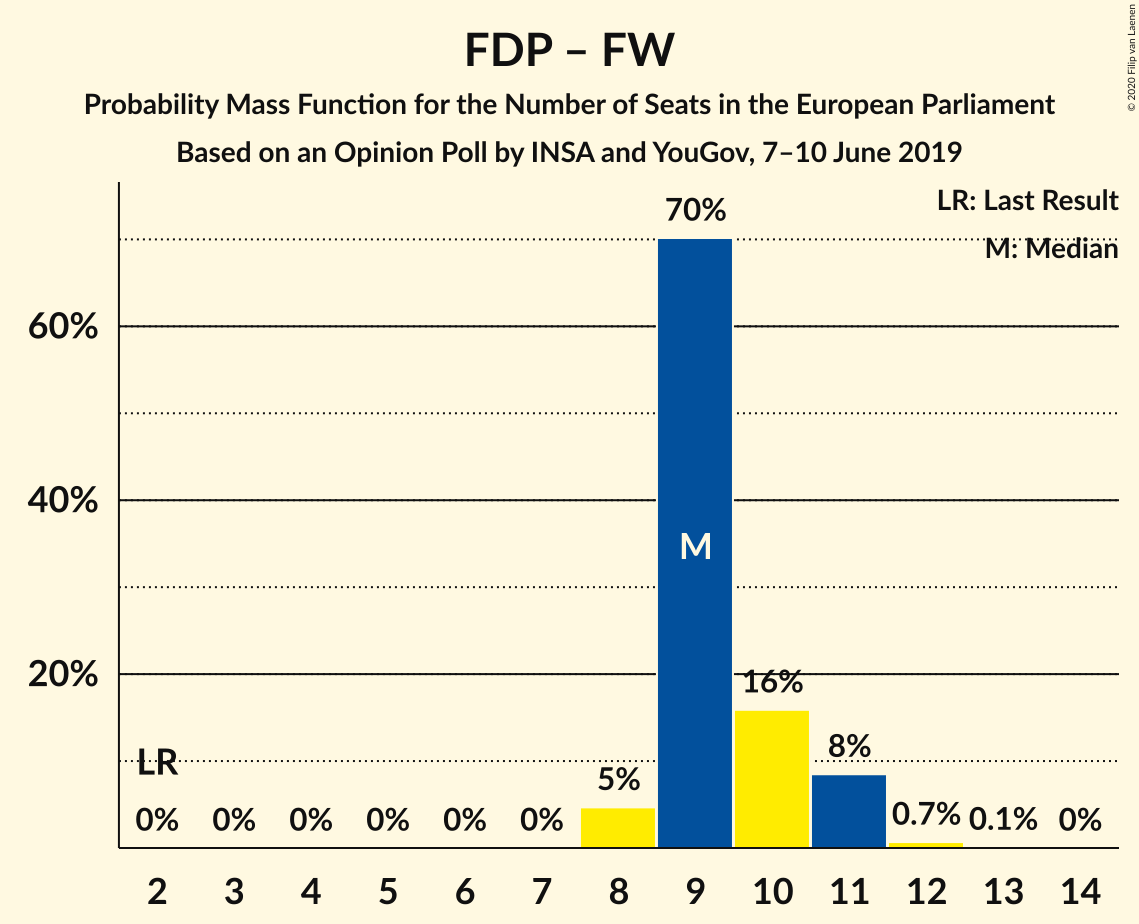 FDP – FW
Probability Mass Function for the Number of Seats in the European Parliament
Based on an Opinion Poll by INSA and YouGov, 7–10 June 2019
© 2020 Filip van Laenen
LR: Last Result
M: Median
70%
60%
40%
M
20%
16%
LR
8%
5%
0% 0% 0% 0% 0% 0% 0.7% 0.1% 0%
2 3 4 5 6 7 8 9 10 11 12 13 14